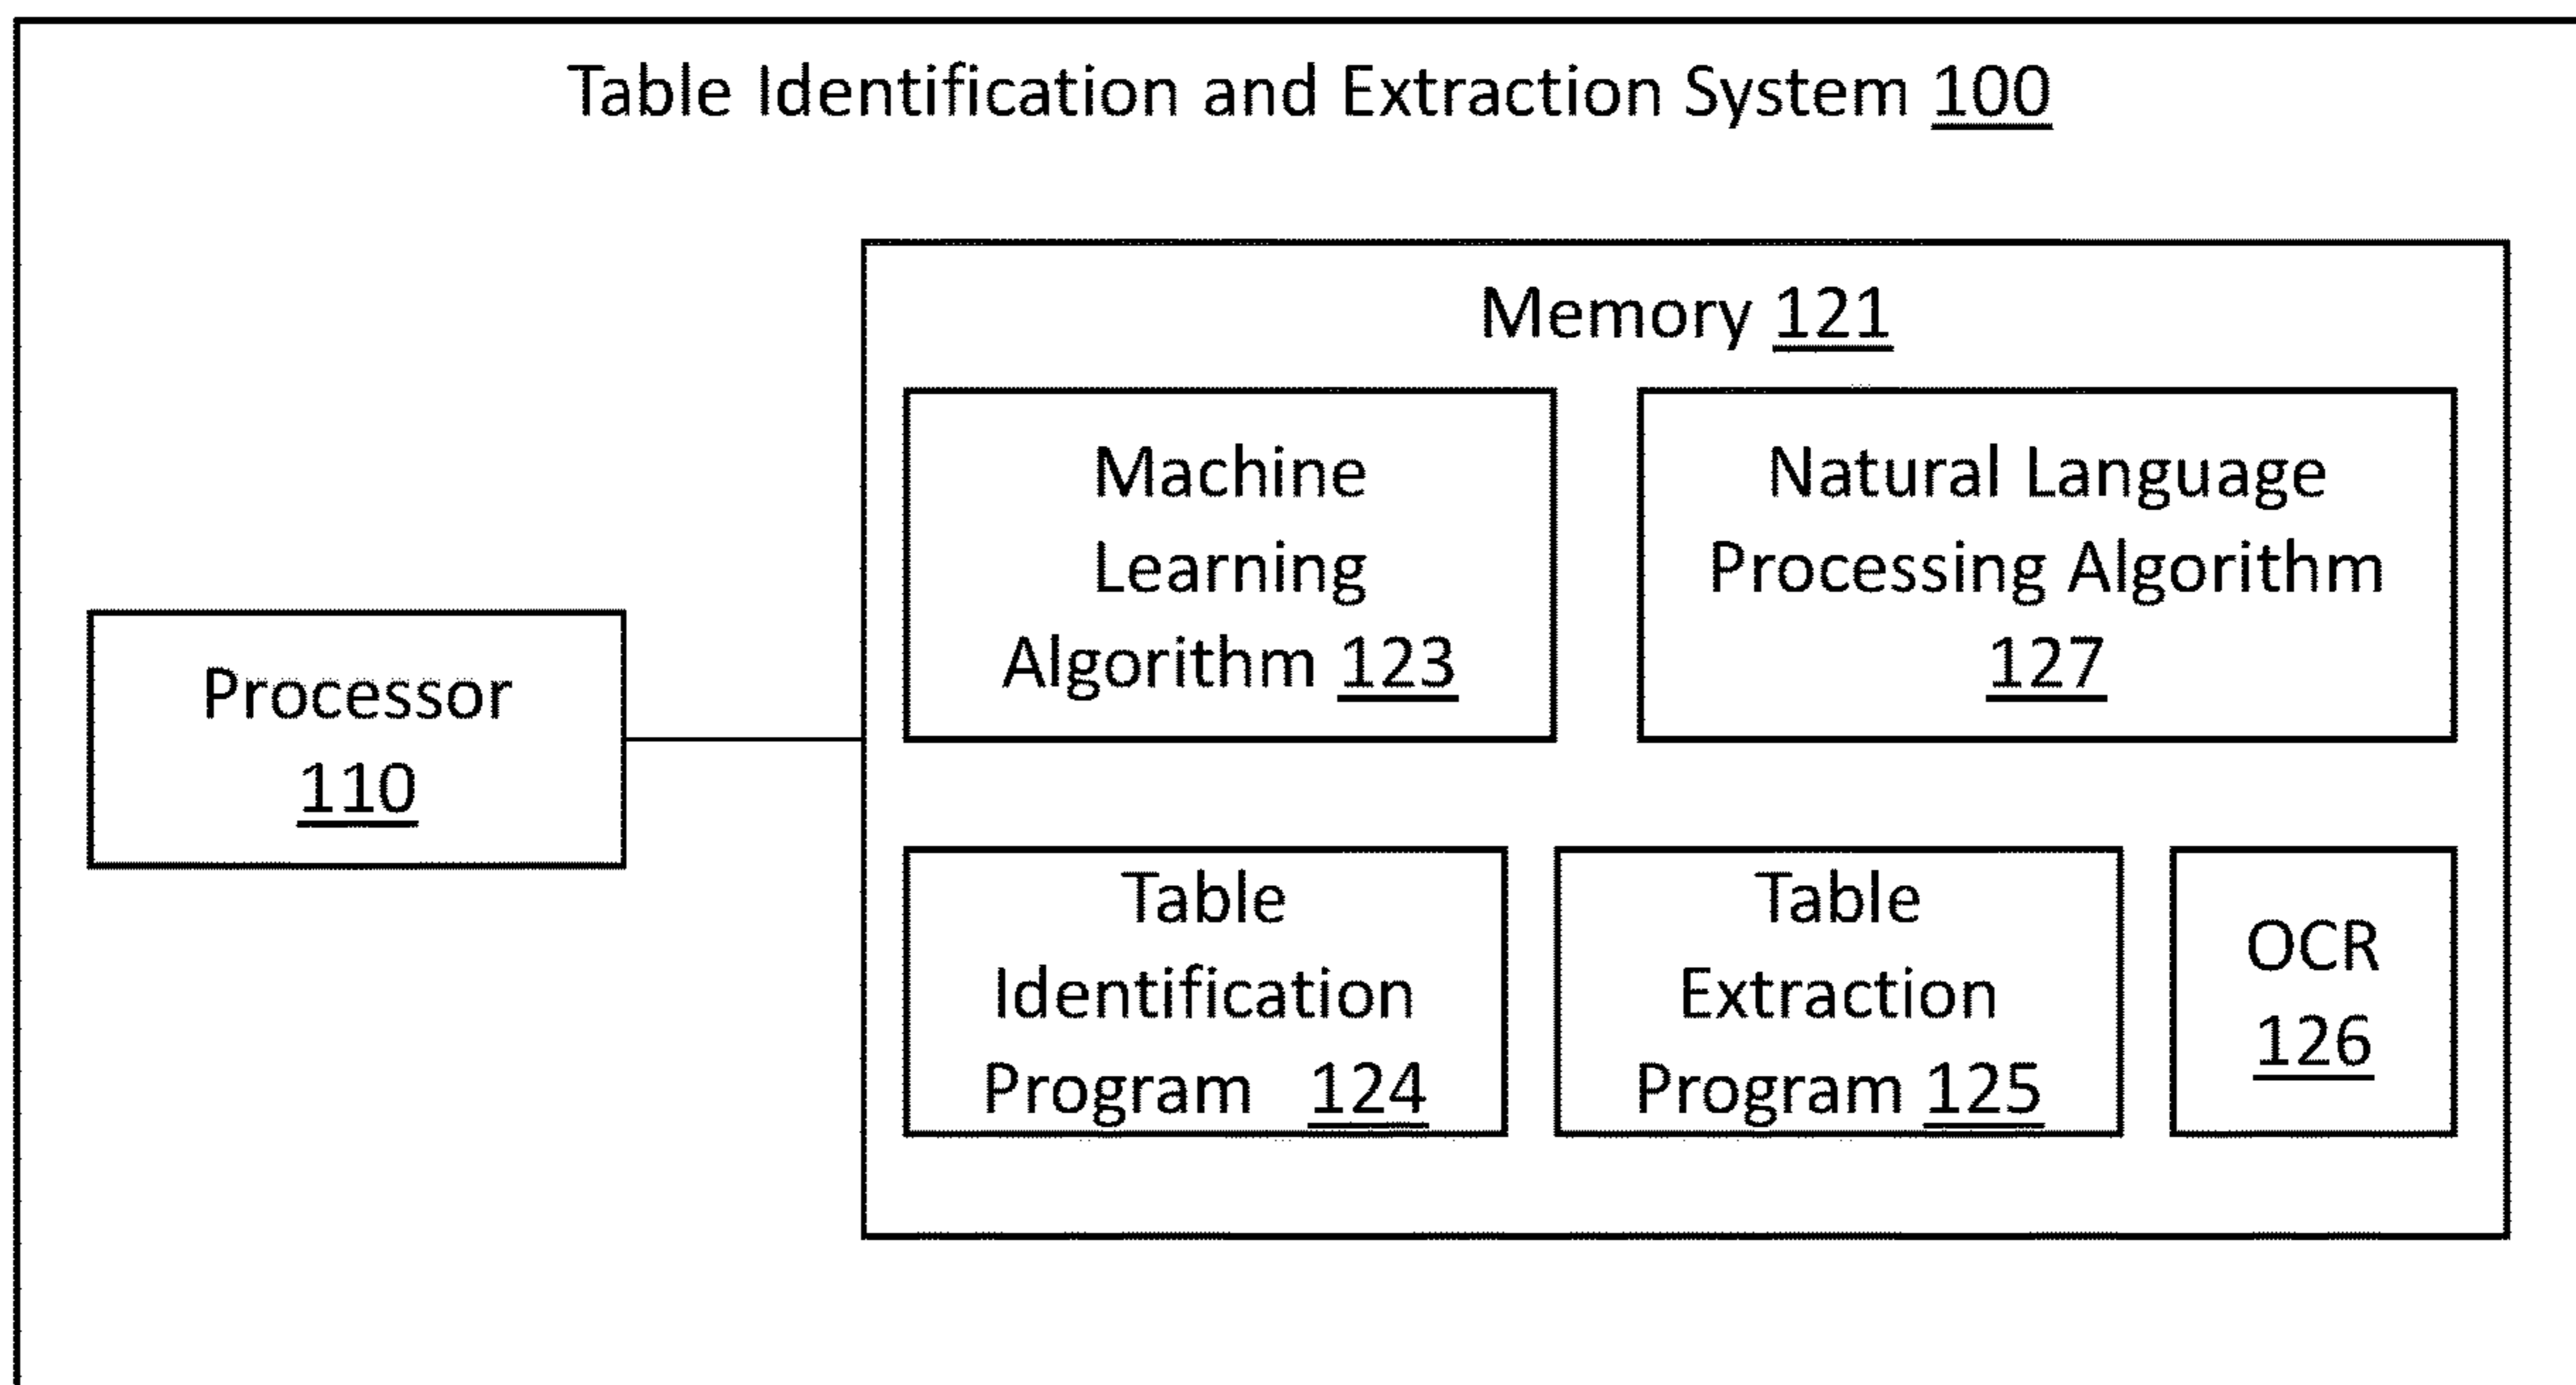 Table Identification and Extraction System 100
Memory 121
Machine
Learning
Algorithm 123
Natural Language
Processing Algorithm
127
Processor
110
Table
Identification
Program 124
Table
Extraction
Program 125
OCR
126